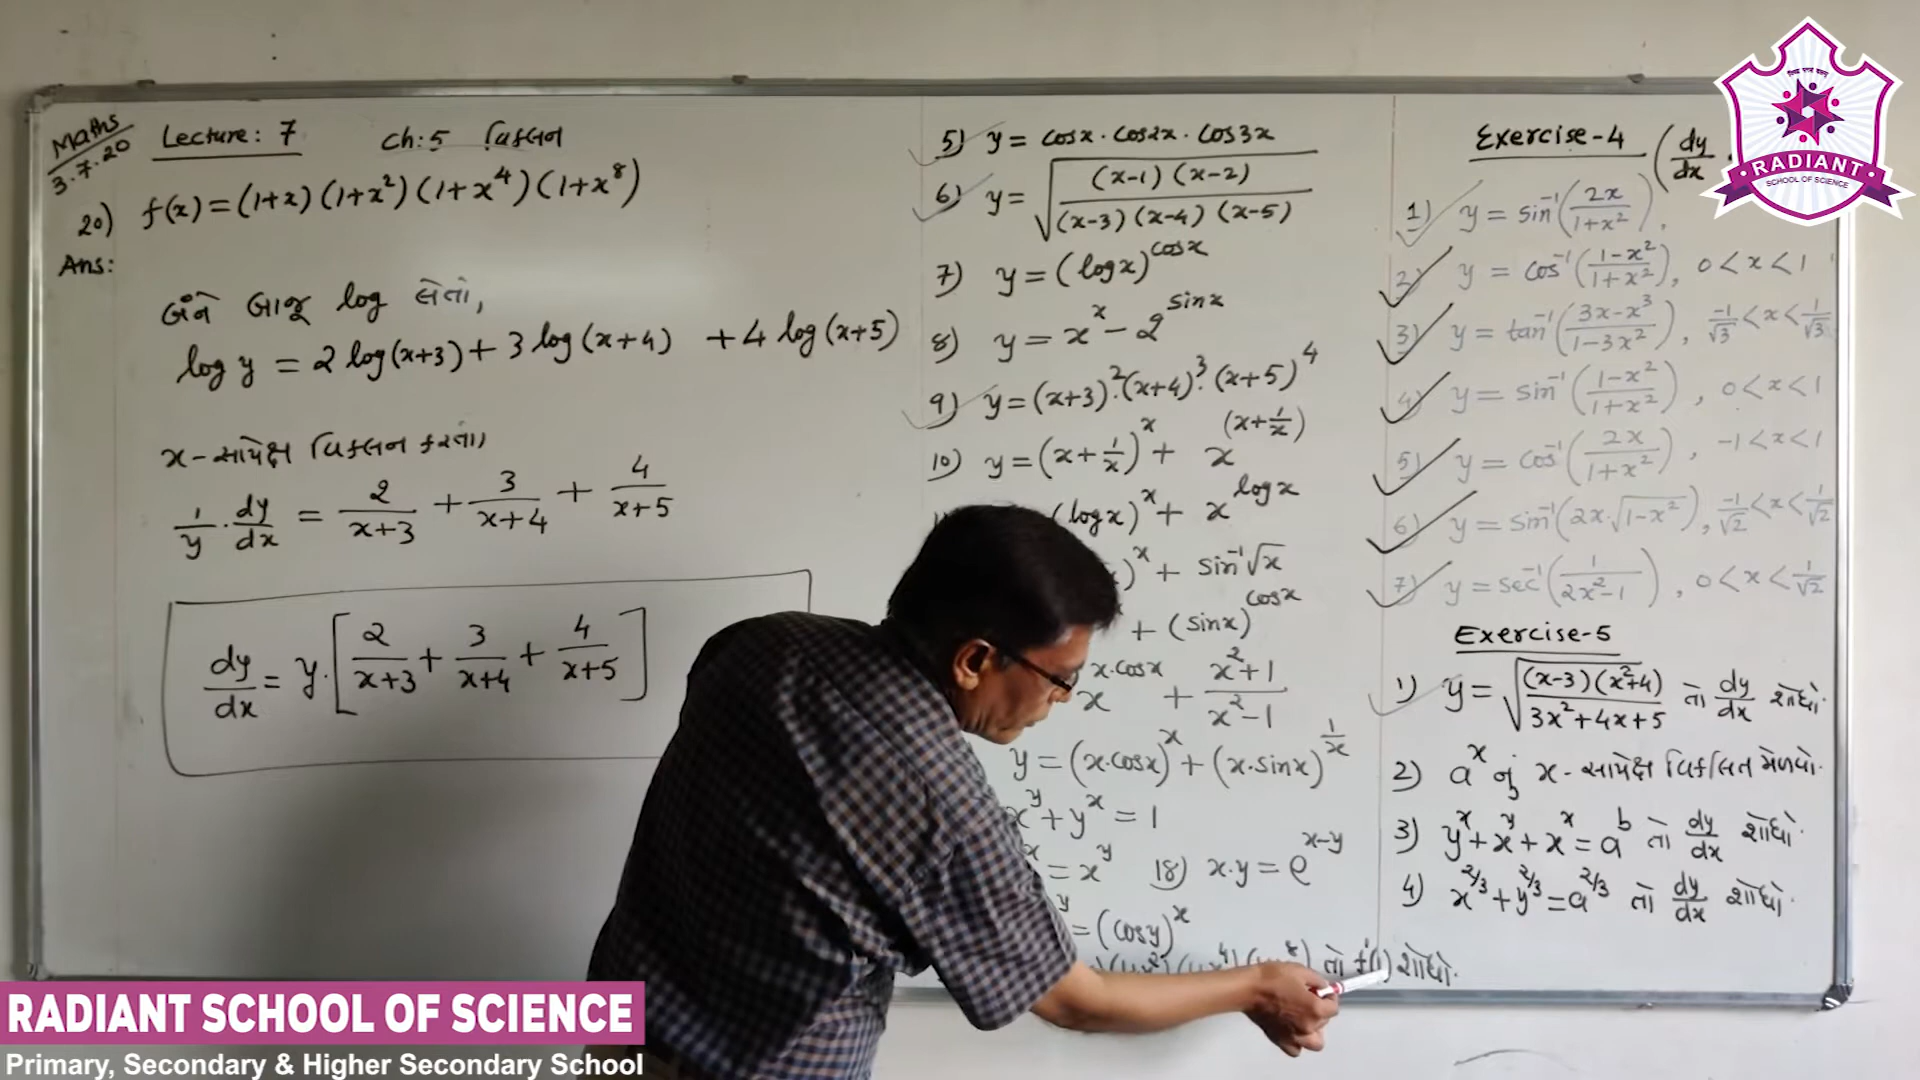 Maths
3.7.20
Lecture: 7
Ch: 5 વિકલન
20) f(x) = (1+x) (1+x²) (1+x⁴) (1+x⁸)
Ans:
બંને બાજૂ log લેતાં,
log y = 2 log(x+3) + 3 log(x+4) + 4 log(x+5)
x-સાપેક્ષ વિકલન કરતાં
1/y · dy/dx = 2/(x+3) + 3/(x+4) + 4/(x+5)
dy/dx = y · [2/(x+3) + 3/(x+4) + 4/(x+5)]
5) y = cosx · cos2x · cos3x
6) y = √((x-1)(x-2)/((x-3)(x-4)(x-5)))
7) y = (logx)^cosx
8) y = x^x - 2^sinx
9) y = (x+3)² · (x+4)³ · (x+5)⁴
10) y = (x+1/x)^x + x^(x+1/x)
(logx)^x + x^logx
)^x + sin⁻¹√x
+ (sinx)^cosx
x^(x·cosx) + (x²+1)/(x²-1)
y = (x·cosx)^x + (x·sinx)^(1/x)
x^y + y^x = 1
= x^y
18) x·y = e^(x-y)
= (cosy)^x
તો f'(1) શોધો.
Exercise-4 (dy/dx
1) y = sin⁻¹(2x/(1+x²)),
2) y = cos⁻¹((1-x²)/(1+x²)), 0<x<1
3) y = tan⁻¹((3x-x³)/(1-3x²)), -1/√3<x<1/√3
4) y = sin⁻¹((1-x²)/(1+x²)), 0<x<1
5) y = cos⁻¹(2x/(1+x²)), -1<x<1
6) y = sin⁻¹(2x·√(1-x²)), -1/√2<x<1/√2
7) y = sec⁻¹(1/(2x²-1)), 0<x<1/√2
Exercise-5
1) y = √((x-3)(x²+4)/(3x²+4x+5)) તો dy/dx શોધો.
2) a^x નું x-સાપેક્ષ વિકલિત મેળવો.
3) y^x + x^y + x^x = a^b તો dy/dx શોધો.
4) x^(2/3) + y^(2/3) = a^(2/3) તો dy/dx શોધો.
RADIANT
SCHOOL OF SCIENCE
RADIANT SCHOOL OF SCIENCE
Primary, Secondary & Higher Secondary School